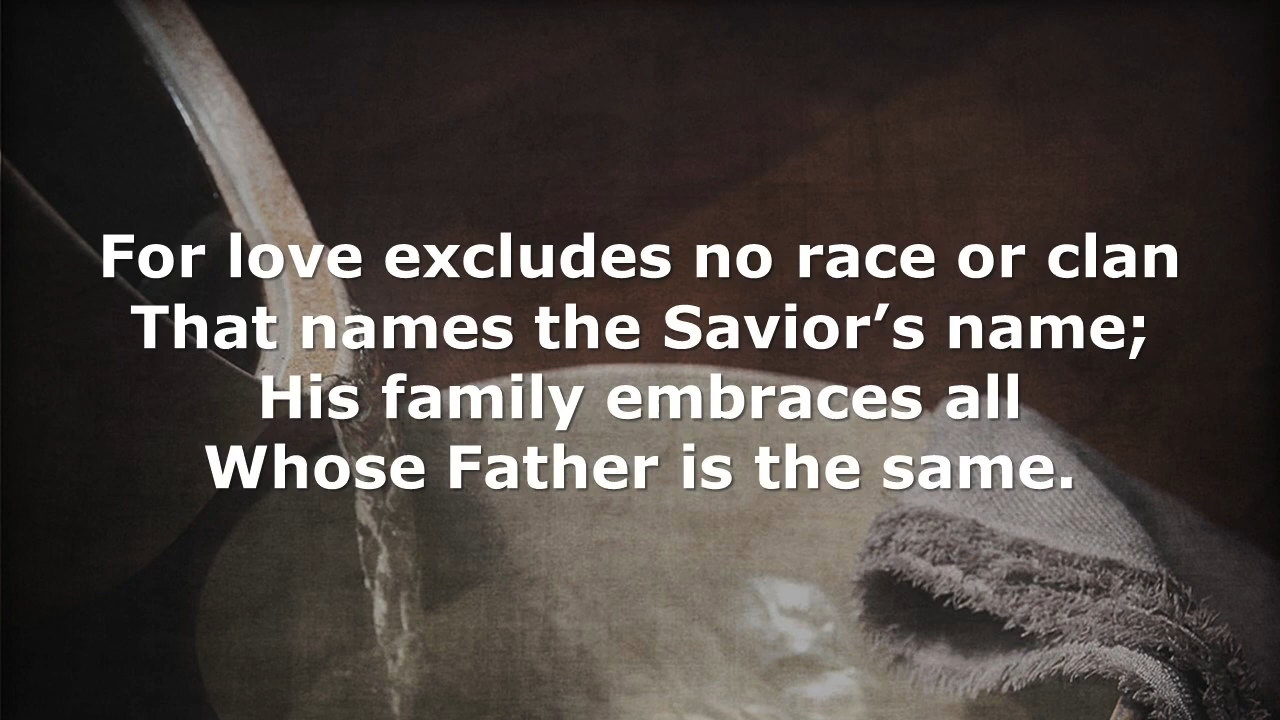 For love excludes no race or clan
That names the Savior’s name;
His family embraces all
Whose Father is the same.